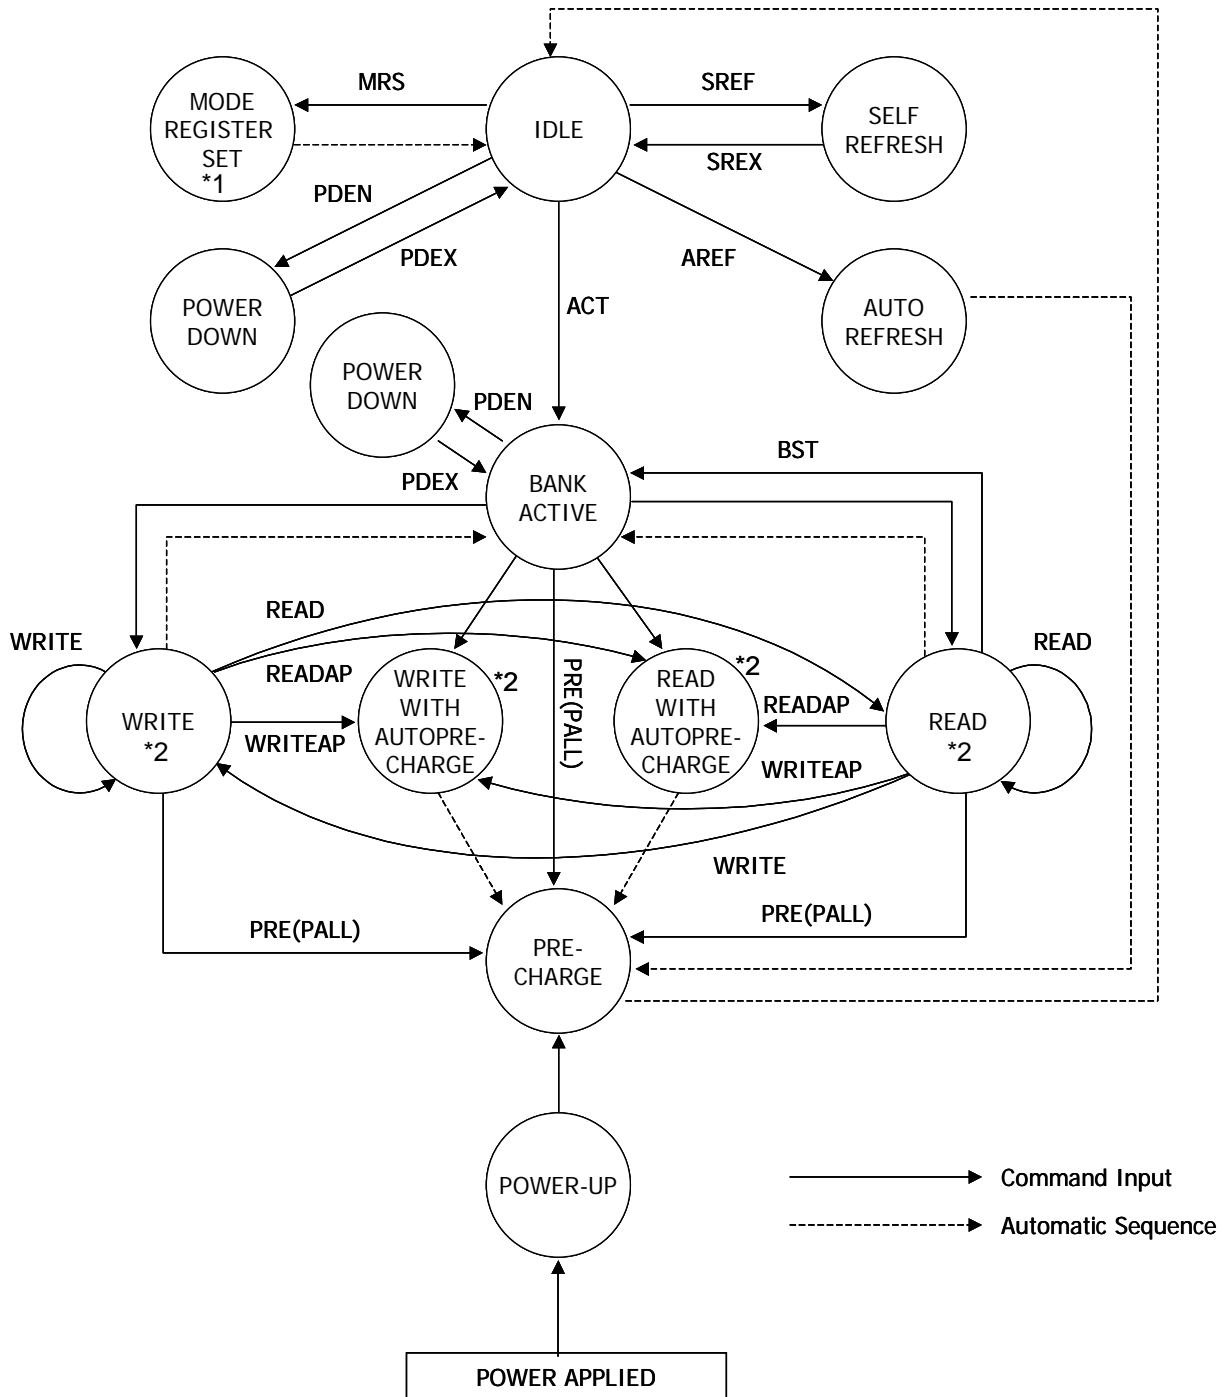 MRS
SREF
MODE
REGISTER
SET
*1
IDLE
SELF
REFRESH
SREX
PDEN
PDEX
AREF
POWER
DOWN
ACT
AUTO
REFRESH
POWER
DOWN
PDEN
PDEX
BST
BANK
ACTIVE
READ
WRITE
READ
READAP
WRITE
*2
WRITEAP
WRITE
WITH
AUTOPRE-
CHARGE
*2
PRE(PALL)
READ
WITH
AUTOPRE-
CHARGE
*2
READAP
WRITEAP
READ
*2
WRITE
PRE(PALL)
PRE(PALL)
PRE-
CHARGE
POWER-UP
Command Input
Automatic Sequence
POWER APPLIED